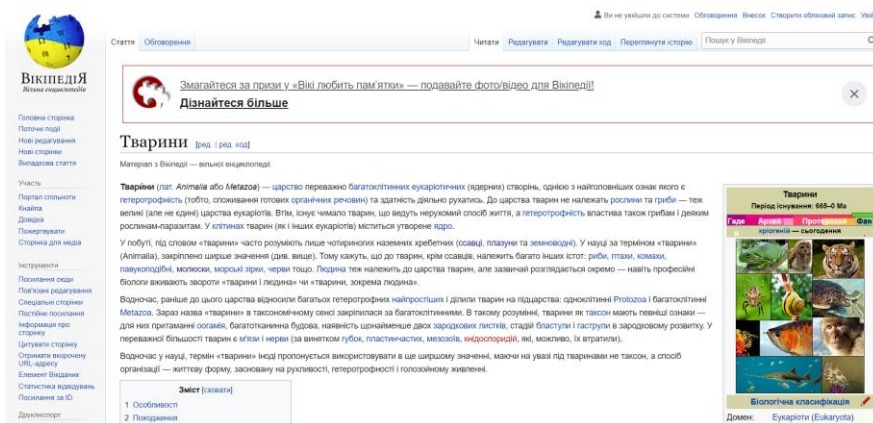 Ви не увійшли до системи Обговорення Внесок Створити обліковий запис
ВІКІПЕДІЯ
Вільна енциклопедія
Стаття Обговорення
Читати Редагувати Редагувати код Переглянути історію Пошук у Вікіпедії
Змагайтеся за призи у «Вікі любить пам'ятки» — подавайте фото/відео для Вікіпедії!
Дізнайтеся більше
Головна сторінка
Поточні події
Нові редагування
Нові сторінки
Випадкова стаття
Участь
Портал спільноти
Кнайпа
Довідка
Пожертвувати
Сторінка для медіа
Інструменти
Посилання сюди
Пов'язані редагування
Спеціальні сторінки
Постійне посилання
Інформація про
сторінку
Цитувати сторінку
Отримати вкорочену
URL-адресу
Елемент Вікіданих
Статистика відвідувань
Посилання за ID
Друк/експорт
Тварини [ред. | ред. код]
Матеріал з Вікіпедії — вільної енциклопедії.
Твари́ни (лат. Animalia або Metazoa) — царство переважно багатоклітинних еукаріотичних (ядерних) створінь, однією з найголовніших ознак якого є
гетеротрофність (тобто, споживання готових органічних речовин) та здатність діяльно рухатись. До царства тварин не належать рослини та гриби — теж
великі (але не єдині) царства еукаріотів. Втім, існує чимало тварин, що ведуть нерухомий спосіб життя, а гетеротрофність властива також грибам і деяким
рослинам-паразитам. У клітинах тварин (як і інших еукаріотів) міститься утворене ядро.
У побуті, під словом «тварини» часто розуміють лише чотириногих наземних хребетних (ссавці, плазуни та земноводні). У науці за терміном «тварини»
(Animalia), закріплено ширше значення (див. вище). Тому кажуть, що до тварин, крім ссавців, належить багато інших істот: риби, птахи, комахи,
павукоподібні, молюски, морські зірки, черви тощо. Людина теж належить до царства тварин, але зазвичай розглядається окремо — навіть професійні
біологи вживають звороти «тварини і людина» чи «тварини, зокрема людина».
Водночас, раніше до цього царства відносили багатьох гетеротрофних найпростіших і ділили тварин на підцарства: одноклітинні Protozoa і багатоклітинні
Metazoa. Зараз назва «тварини» в таксономічному сенсі закріпилася за багатоклітинними. В такому розумінні, тварини як таксон мають певніші ознаки —
для них притаманні оогамія, багатотканинна будова, наявність щонайменше двох зародкових листків, стадій бластули і гаструли в зародковому розвитку. У
переважної більшості тварин є м'язи і нерви (за винятком губок, пластинчастих, мезозоїв, кнідоспоридій, які, можливо, їх втратили).
Водночас у науці, термін «тварини» іноді пропонується використовувати в ще ширшому значенні, маючи на увазі під тваринами не таксон, а спосіб
організації — життєву форму, засновану на рухливості, гетеротрофності і голозойному живленні.
Зміст [сховати]
1 Особливості
2 Походження
Тварини
Період існування: 665–0 Ma
Гаде Архей Протерозой Фан
кріогеній — сьогодення
Біологічна класифікація
Домен: Еукаріоти (Eukaryota)